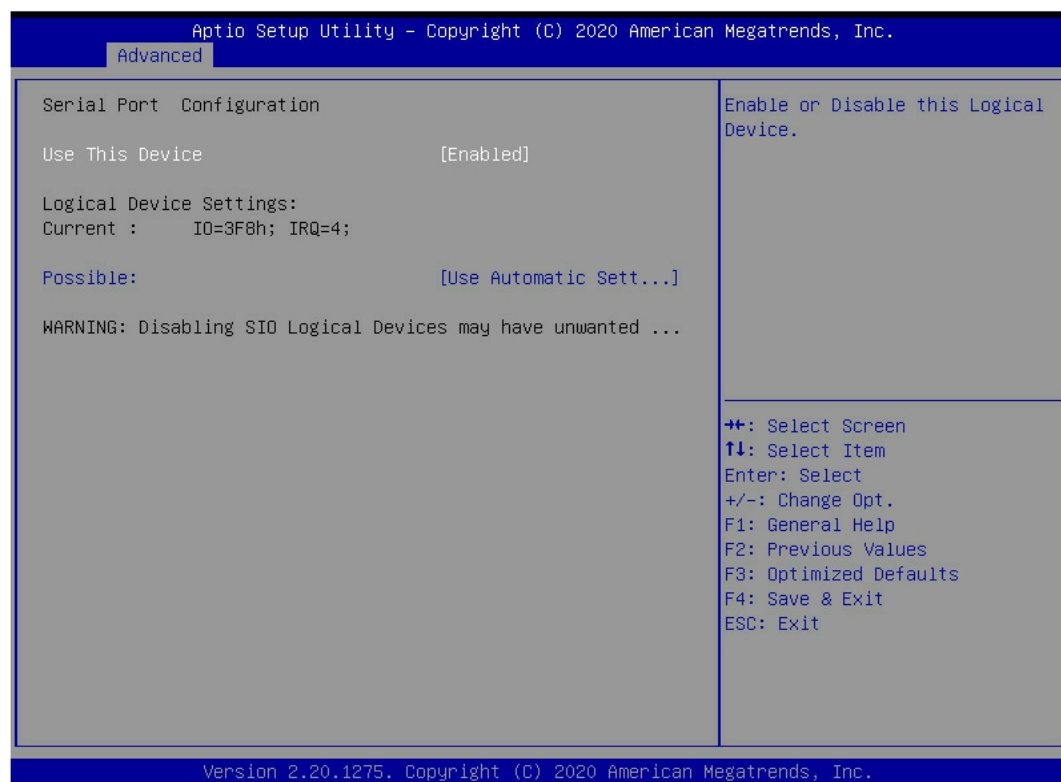 Aptio Setup Utility – Copyright (C) 2020 American Megatrends, Inc.
Advanced
Serial Port  Configuration
Use This Device [Enabled]
Logical Device Settings:
Current : IO=3F8h; IRQ=4;
Possible: [Use Automatic Sett...]
WARNING: Disabling SIO Logical Devices may have unwanted ...
Enable or Disable this Logical
Device.
→←: Select Screen
↑↓: Select Item
Enter: Select
+/-: Change Opt.
F1: General Help
F2: Previous Values
F3: Optimized Defaults
F4: Save & Exit
ESC: Exit
Version 2.20.1275. Copyright (C) 2020 American Megatrends, Inc.